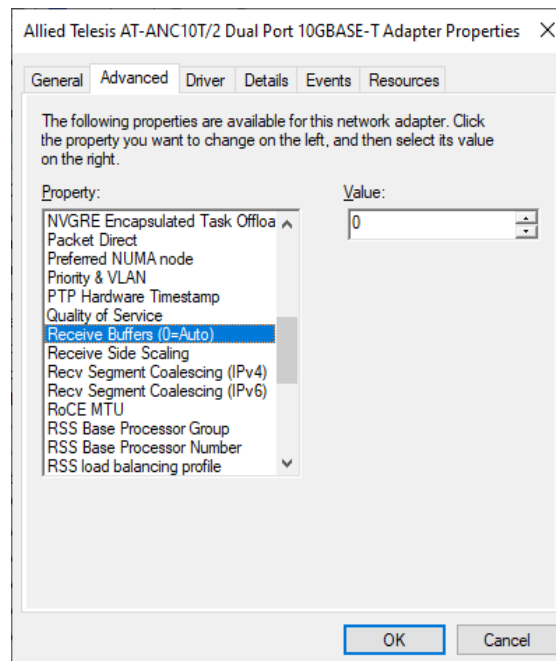 Allied Telesis AT-ANC10T/2 Dual Port 10GBASE-T Adapter Properties
General Advanced Driver Details Events Resources
The following properties are available for this network adapter. Click
the property you want to change on the left, and then select its value
on the right.
Property:
Value:
NVGRE Encapsulated Task Offloa
Packet Direct
Preferred NUMA node
Priority & VLAN
PTP Hardware Timestamp
Quality of Service
Receive Buffers (0=Auto)
Receive Side Scaling
Recv Segment Coalescing (IPv4)
Recv Segment Coalescing (IPv6)
RoCE MTU
RSS Base Processor Group
RSS Base Processor Number
RSS load balancing profile
0
OK Cancel